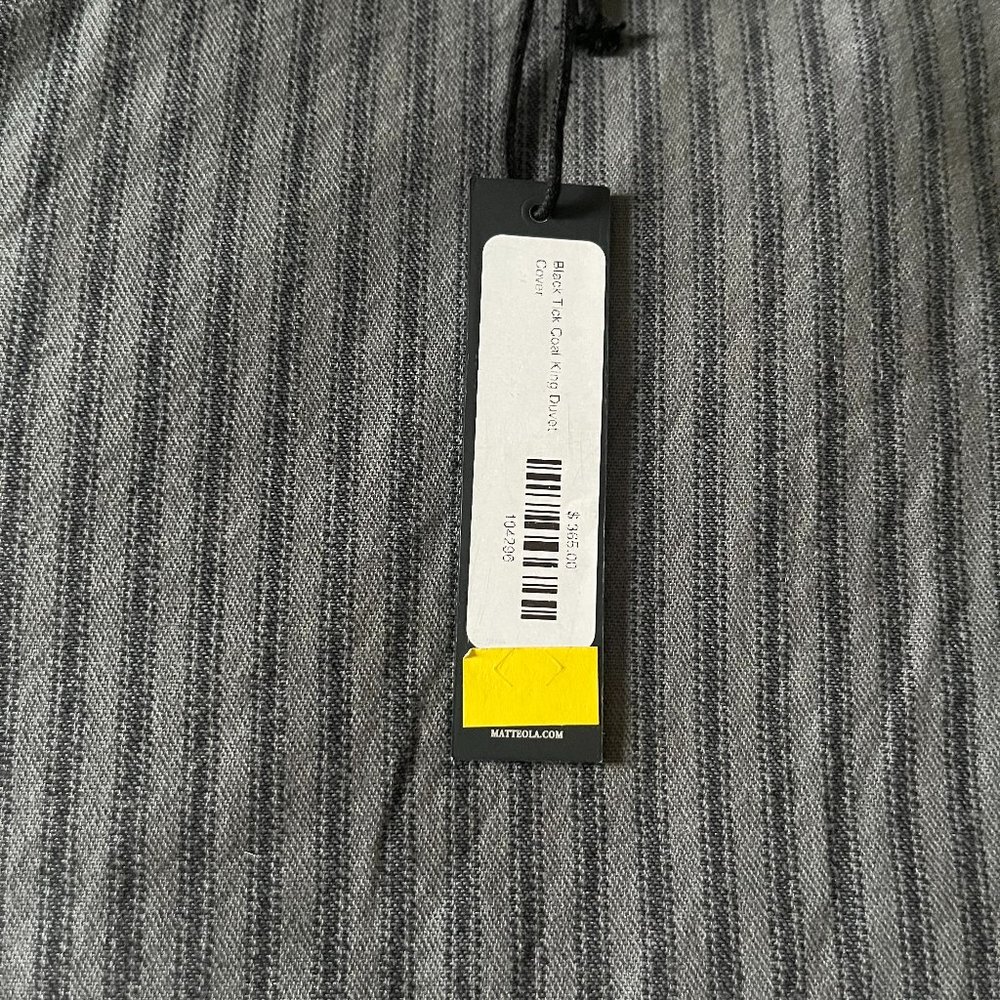 Black Tick Coal King Duvet
Cover
$ 365.00
104296
MATTEOLA.COM